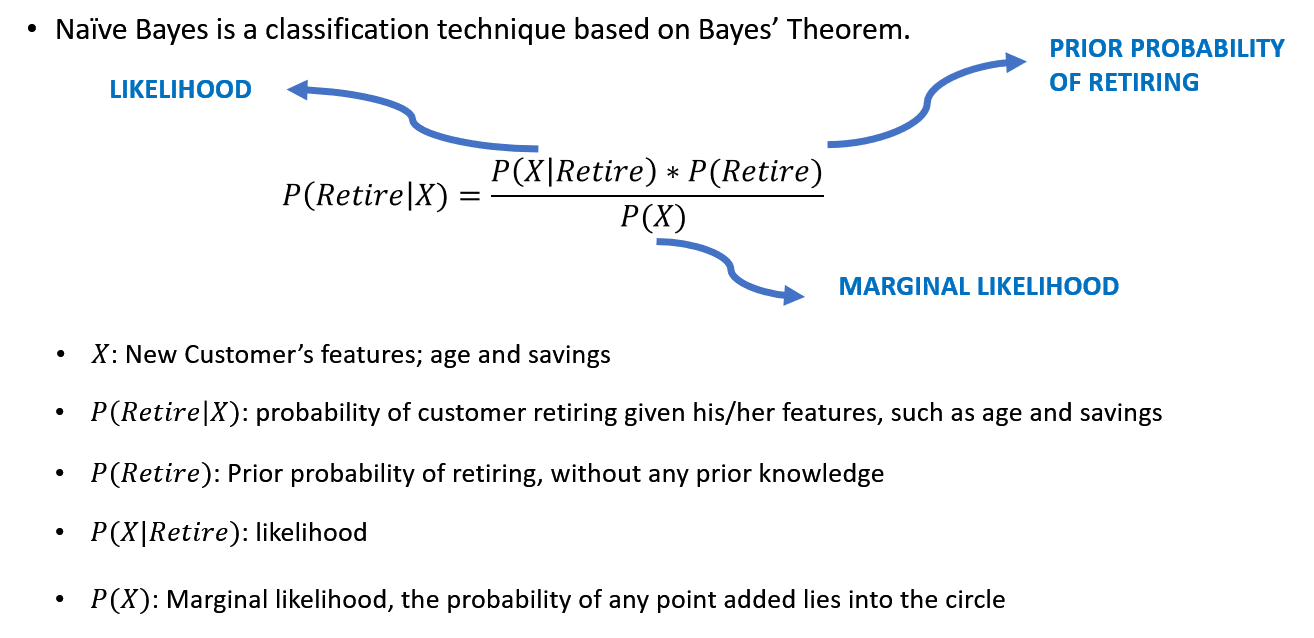 • Naïve Bayes is a classification technique based on Bayes’ Theorem.
PRIOR PROBABILITY
OF RETIRING
LIKELIHOOD
P(Retire|X) = P(X|Retire) * P(Retire) / P(X)
MARGINAL LIKELIHOOD
• X: New Customer’s features; age and savings
• P(Retire|X): probability of customer retiring given his/her features, such as age and savings
• P(Retire): Prior probability of retiring, without any prior knowledge
• P(X|Retire): likelihood
• P(X): Marginal likelihood, the probability of any point added lies into the circle